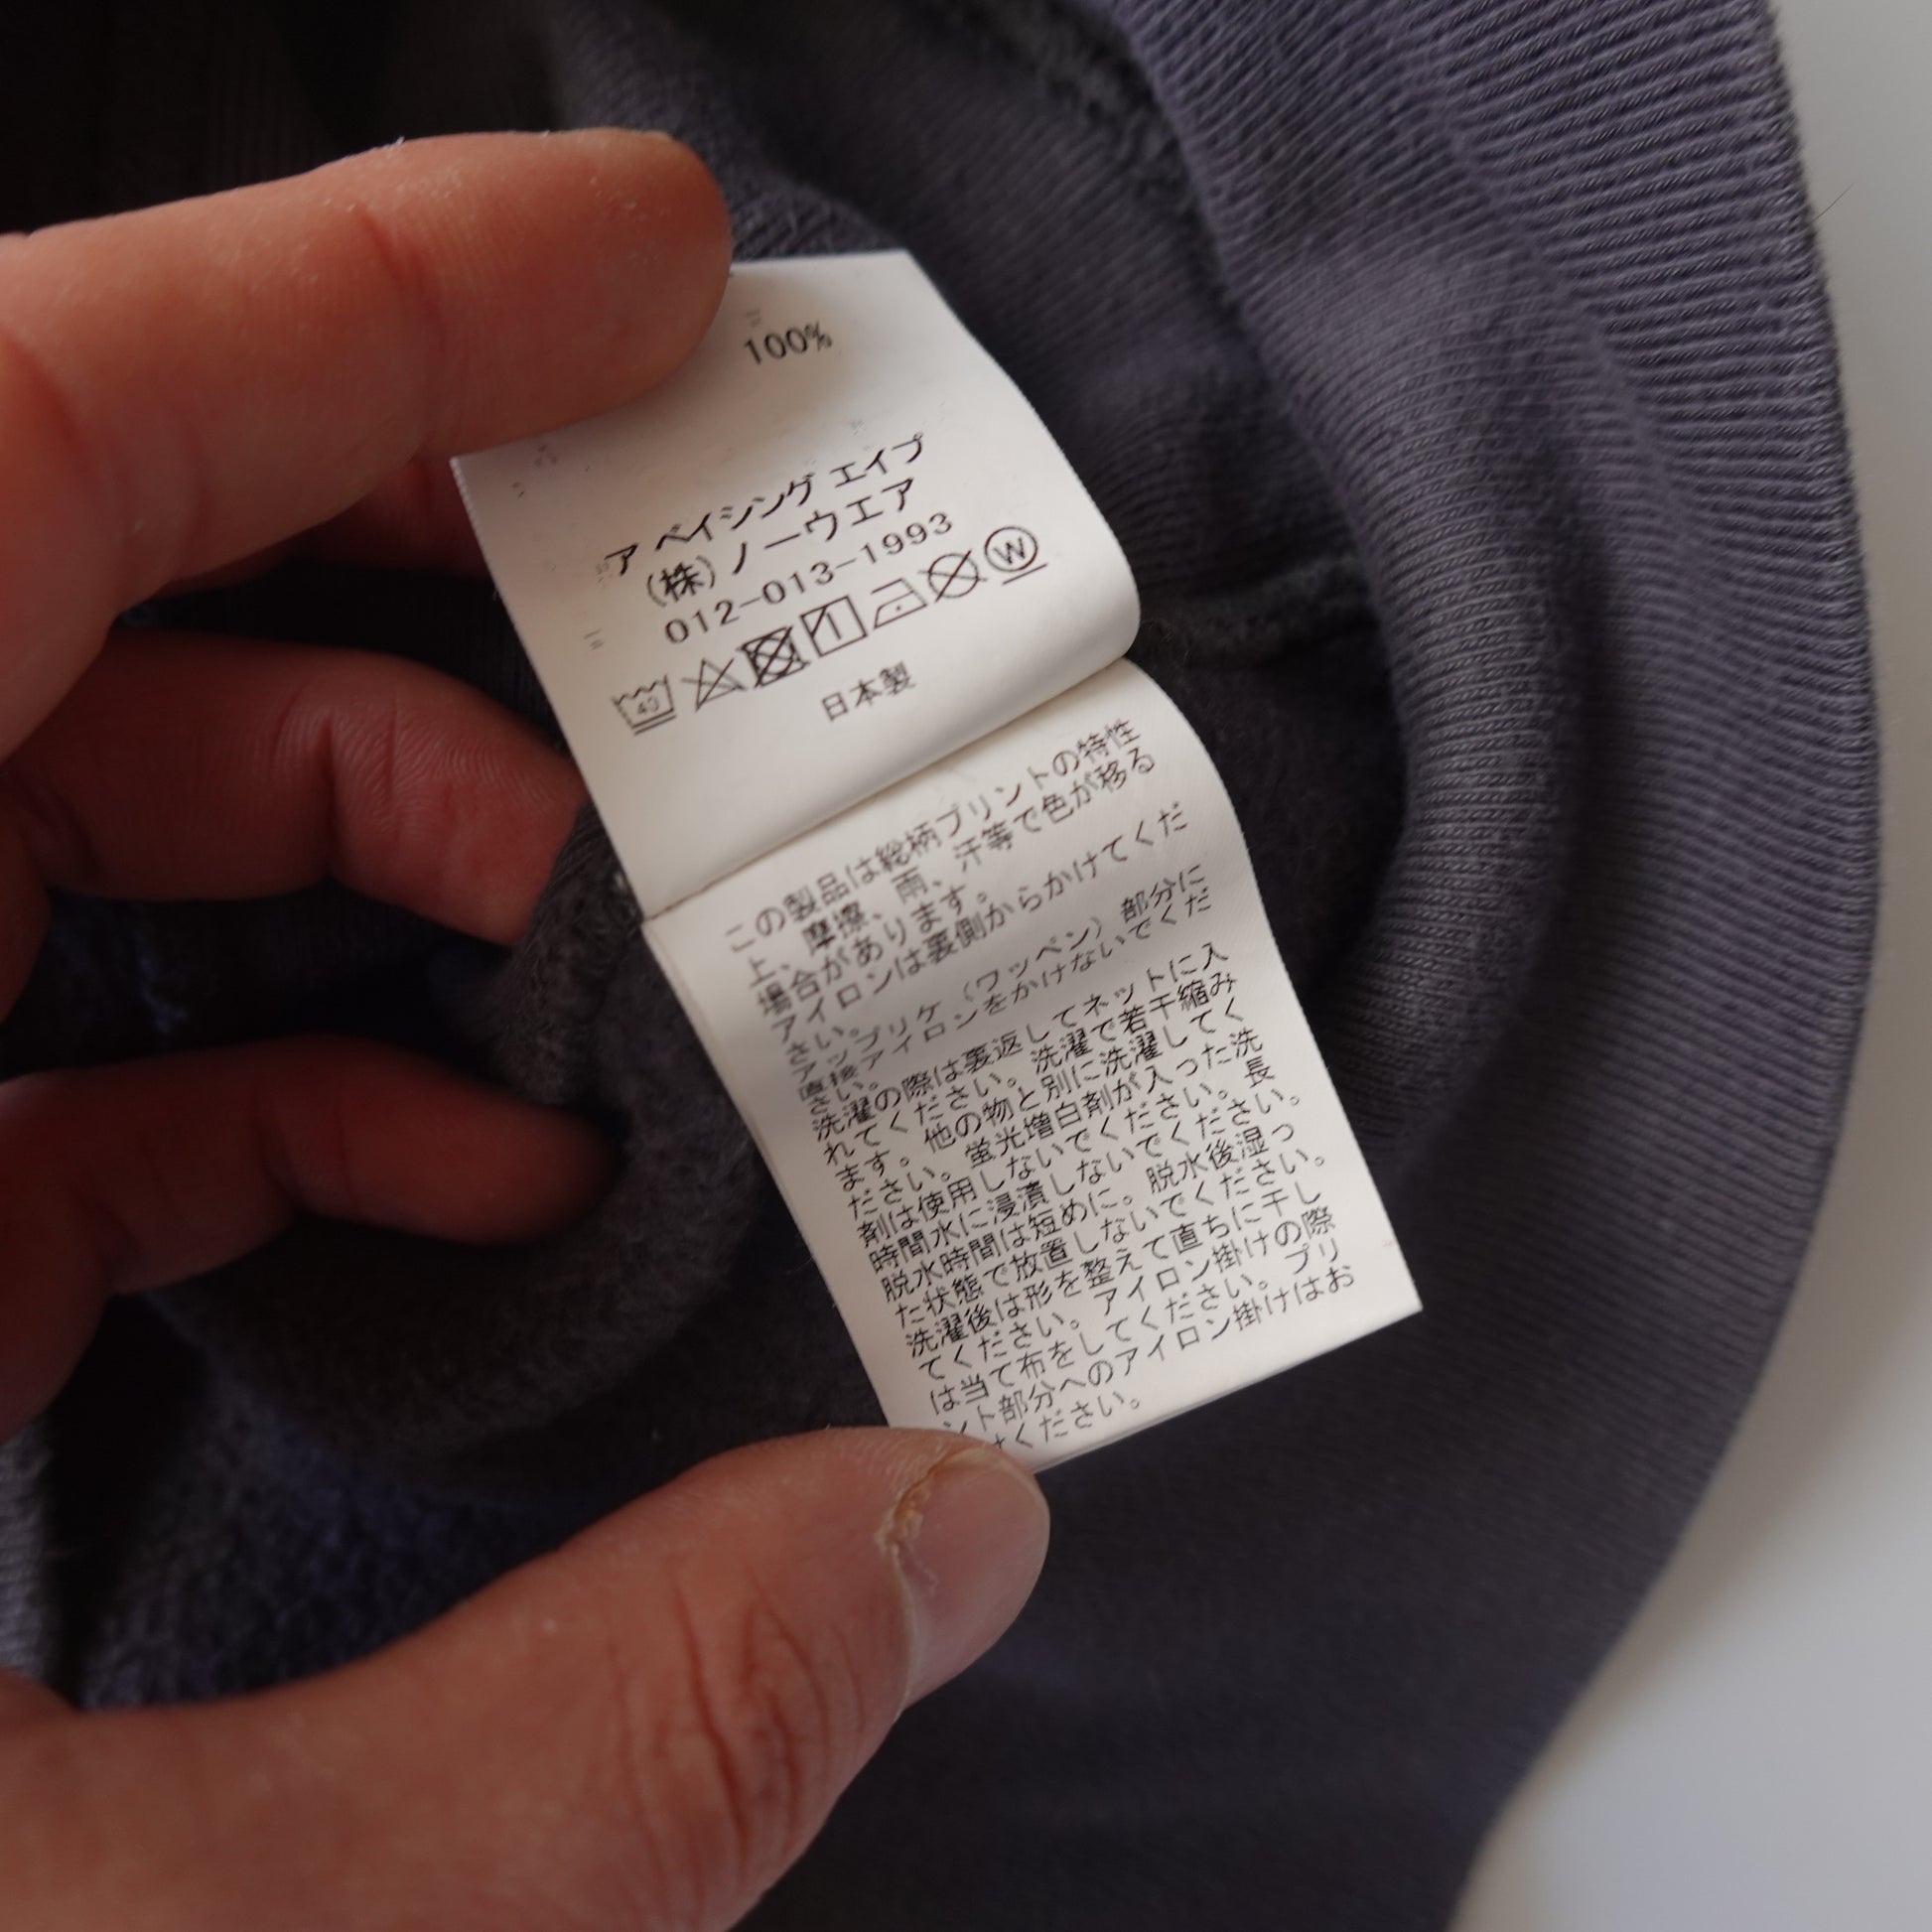 100%
ア ベイシング エイプ
(株)ノーウエア
012-013-1993
40
W
日本製
この製品は総柄プリントの特性
上、摩擦、雨、汗等で色が移る
場合があります。
アイロンは裏側からかけてくだ
さい。
アップリケ（ワッペン）部分に
直接アイロンをかけないでくだ
さい。
洗濯の際は裏返してネットに入
れてください。洗濯で若干縮み
ます。他の物と別に洗濯してく
ださい。蛍光増白剤が入った洗
剤は使用しないでください。長
時間水に浸漬しないでください。
脱水時間は短めに。脱水後湿っ
た状態で放置しないでください。
洗濯後は形を整えて直ちに干し
てください。アイロン掛けの際
は当て布をしてください。プリ
ント部分へのアイロン掛けはお
ください。